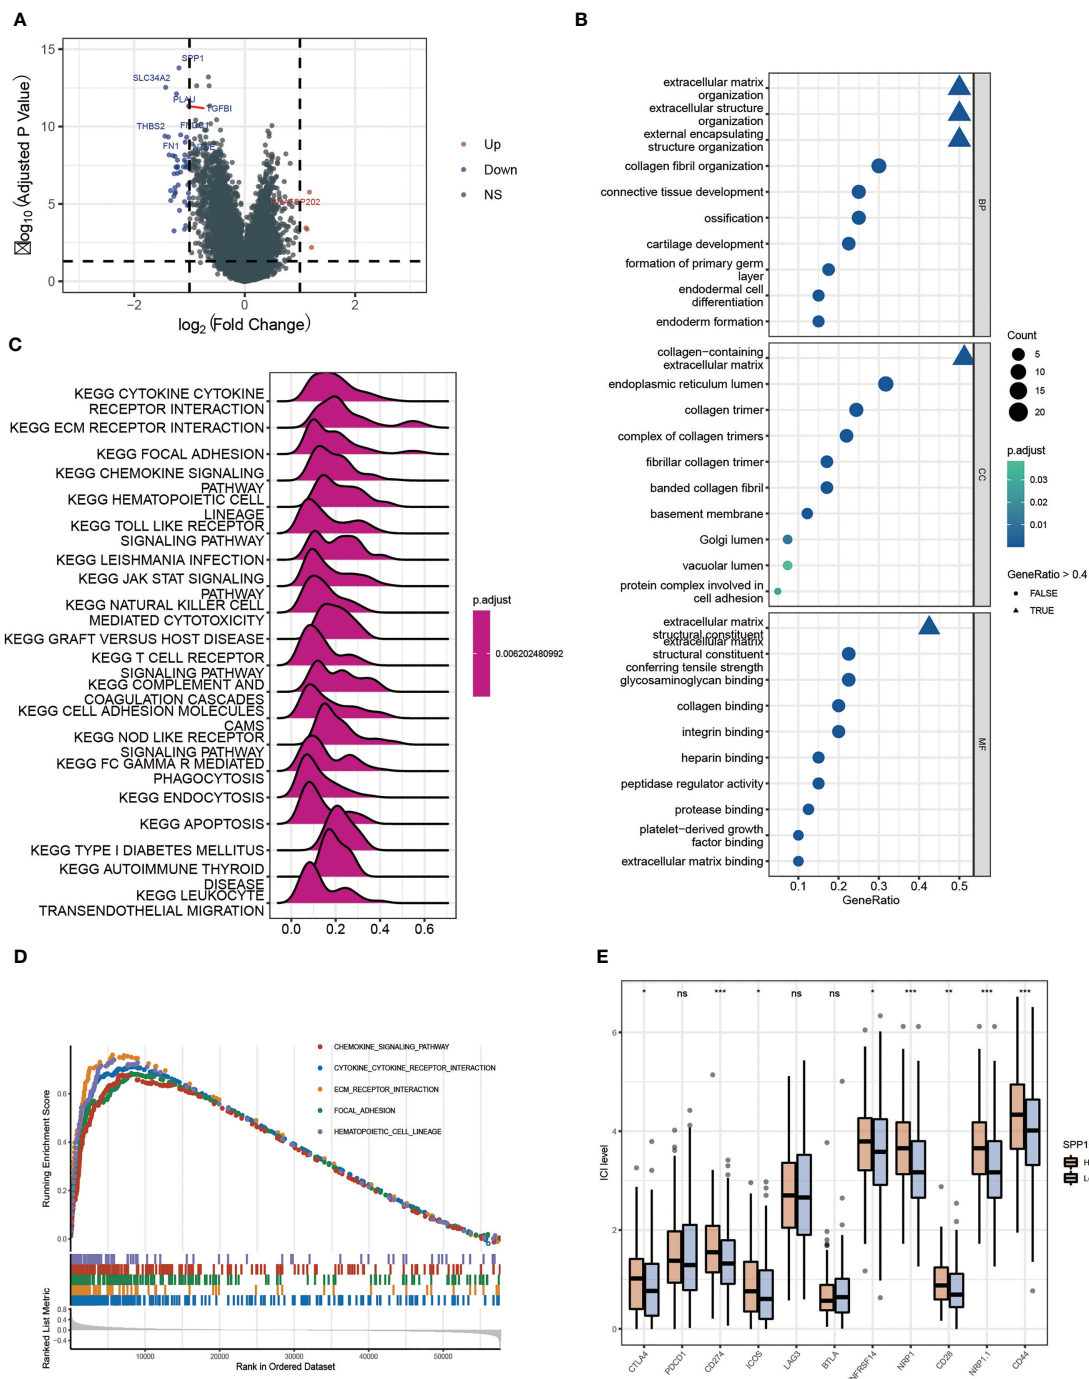 A
15
10
5
0
−2
0
2
log2 (Fold Change)
log10 (Adjusted P Value)
SPP1
SLC34A2
PLAU
TGFBI
THBS2
FN1
Up
Down
NS
B
extracellular matrix
organization
extracellular structure
organization
external encapsulating
structure organization
collagen fibril organization
connective tissue development
ossification
cartilage development
formation of primary germ
layer
endodermal cell
differentiation
endoderm formation
BP
collagen−containing
extracellular matrix
endoplasmic reticulum lumen
collagen trimer
complex of collagen trimers
fibrillar collagen trimer
banded collagen fibril
basement membrane
Golgi lumen
vacuolar lumen
protein complex involved in
cell adhesion
CC
extracellular matrix
structural constituent
extracellular matrix
structural constituent
conferring tensile strength
glycosaminoglycan binding
collagen binding
integrin binding
heparin binding
peptidase regulator activity
protease binding
platelet−derived growth
factor binding
extracellular matrix binding
MF
0.1
0.2
0.3
0.4
0.5
GeneRatio
Count
5
10
15
20
p.adjust
0.03
0.02
0.01
GeneRatio > 0.4
FALSE
TRUE
C
KEGG CYTOKINE CYTOKINE
RECEPTOR INTERACTION
KEGG ECM RECEPTOR INTERACTION
KEGG FOCAL ADHESION
KEGG CHEMOKINE SIGNALING
PATHWAY
KEGG HEMATOPOIETIC CELL
LINEAGE
KEGG TOLL LIKE RECEPTOR
SIGNALING PATHWAY
KEGG LEISHMANIA INFECTION
KEGG JAK STAT SIGNALING
PATHWAY
KEGG NATURAL KILLER CELL
MEDIATED CYTOTOXICITY
KEGG GRAFT VERSUS HOST DISEASE
KEGG T CELL RECEPTOR
SIGNALING PATHWAY
KEGG COMPLEMENT AND
COAGULATION CASCADES
KEGG CELL ADHESION MOLECULES
CAMS
KEGG NOD LIKE RECEPTOR
SIGNALING PATHWAY
KEGG FC GAMMA R MEDIATED
PHAGOCYTOSIS
KEGG ENDOCYTOSIS
KEGG APOPTOSIS
KEGG TYPE I DIABETES MELLITUS
KEGG AUTOIMMUNE THYROID
DISEASE
KEGG LEUKOCYTE
TRANSENDOTHELIAL MIGRATION
0.0
0.2
0.4
0.6
p.adjust
0.006202480992
D
Running Enrichment Score
0.6
0.4
0.2
0.0
CHEMOKINE_SIGNALING_PATHWAY
CYTOKINE_CYTOKINE_RECEPTOR_INTERACTION
ECM_RECEPTOR_INTERACTION
FOCAL_ADHESION
HEMATOPOIETIC_CELL_LINEAGE
Ranked List Metric
0.8
0.4
0.0
−0.4
10000
20000
30000
40000
50000
Rank in Ordered Dataset
E
ICI level
6
4
2
0
*
ns
***
*
ns
ns
*
***
**
***
***
CTLA4
PDCD1
CD274
ICOS
LAG3
BTLA
NFRSF14
NRP1
CD28
NRP1.1
CD44
SPP1
H
L